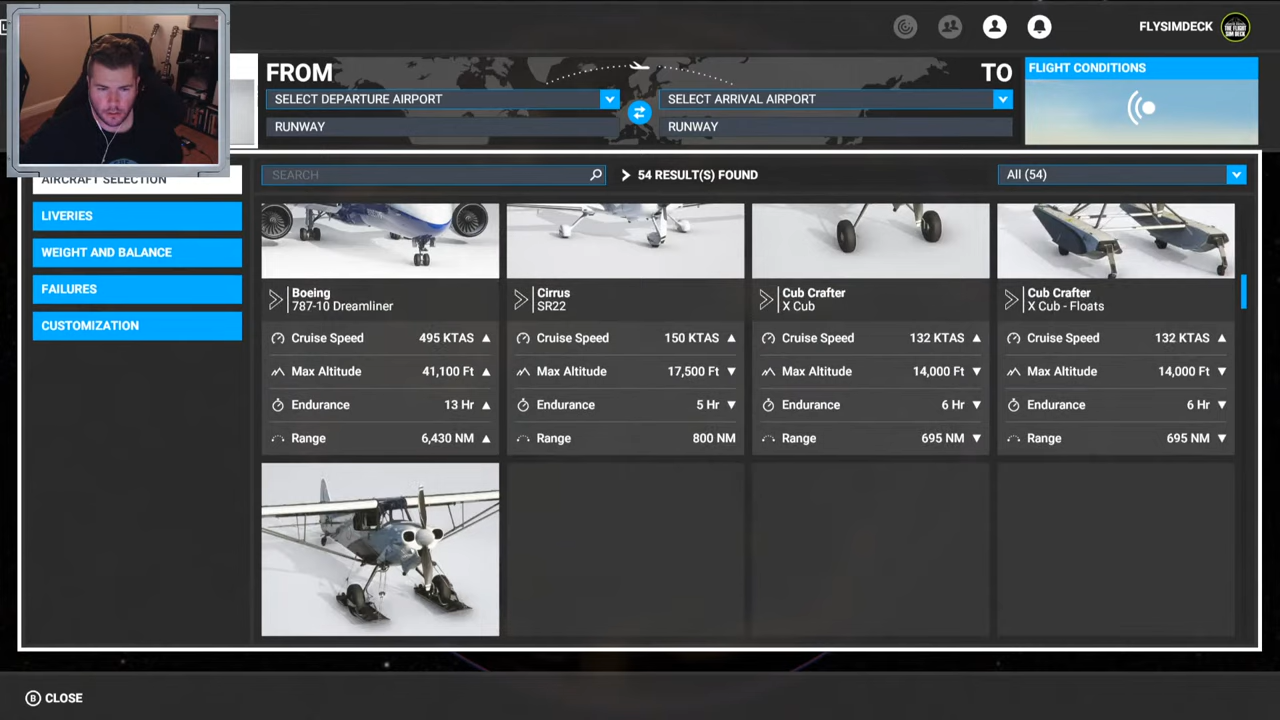 FLYSIMDECK
THE FLIGHT
SIM DECK
FROM
TO
FLIGHT CONDITIONS
SELECT DEPARTURE AIRPORT
SELECT ARRIVAL AIRPORT
RUNWAY
RUNWAY
AIRCRAFT SELECTION
SEARCH
54 RESULT(S) FOUND
All (54)
LIVERIES
WEIGHT AND BALANCE
FAILURES
CUSTOMIZATION
Boeing
787-10 Dreamliner
Cruise Speed 495 KTAS
Max Altitude 41,100 Ft
Endurance 13 Hr
Range 6,430 NM
Cirrus
SR22
Cruise Speed 150 KTAS
Max Altitude 17,500 Ft
Endurance 5 Hr
Range 800 NM
Cub Crafter
X Cub
Cruise Speed 132 KTAS
Max Altitude 14,000 Ft
Endurance 6 Hr
Range 695 NM
Cub Crafter
X Cub - Floats
Cruise Speed 132 KTAS
Max Altitude 14,000 Ft
Endurance 6 Hr
Range 695 NM
B CLOSE